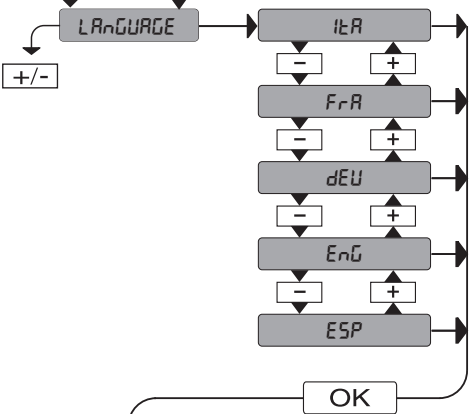 LAnGUAGE
ItA
+/-
- +
FrA
- +
dEU
- +
EnG
- +
ESP
OK